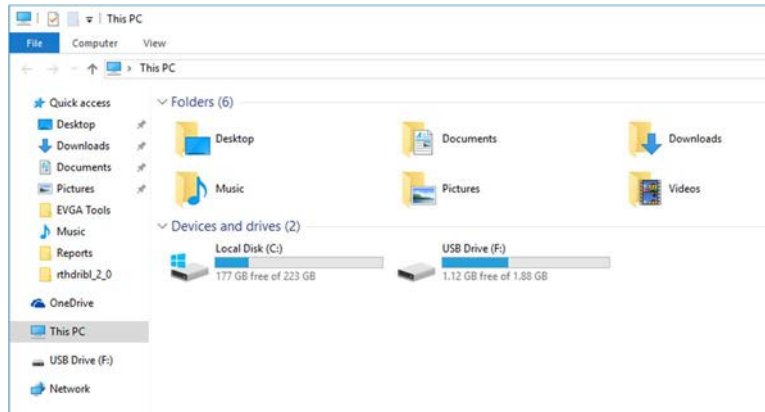 This PC
File Computer View
This PC
Quick access
Desktop
Downloads
Documents
Pictures
EVGA Tools
Music
Reports
rthdribl_2_0
OneDrive
This PC
USB Drive (F:)
Network
Folders (6)
Desktop Documents Downloads
Music Pictures Videos
Devices and drives (2)
Local Disk (C:) USB Drive (F:)
177 GB free of 223 GB 1.12 GB free of 1.88 GB